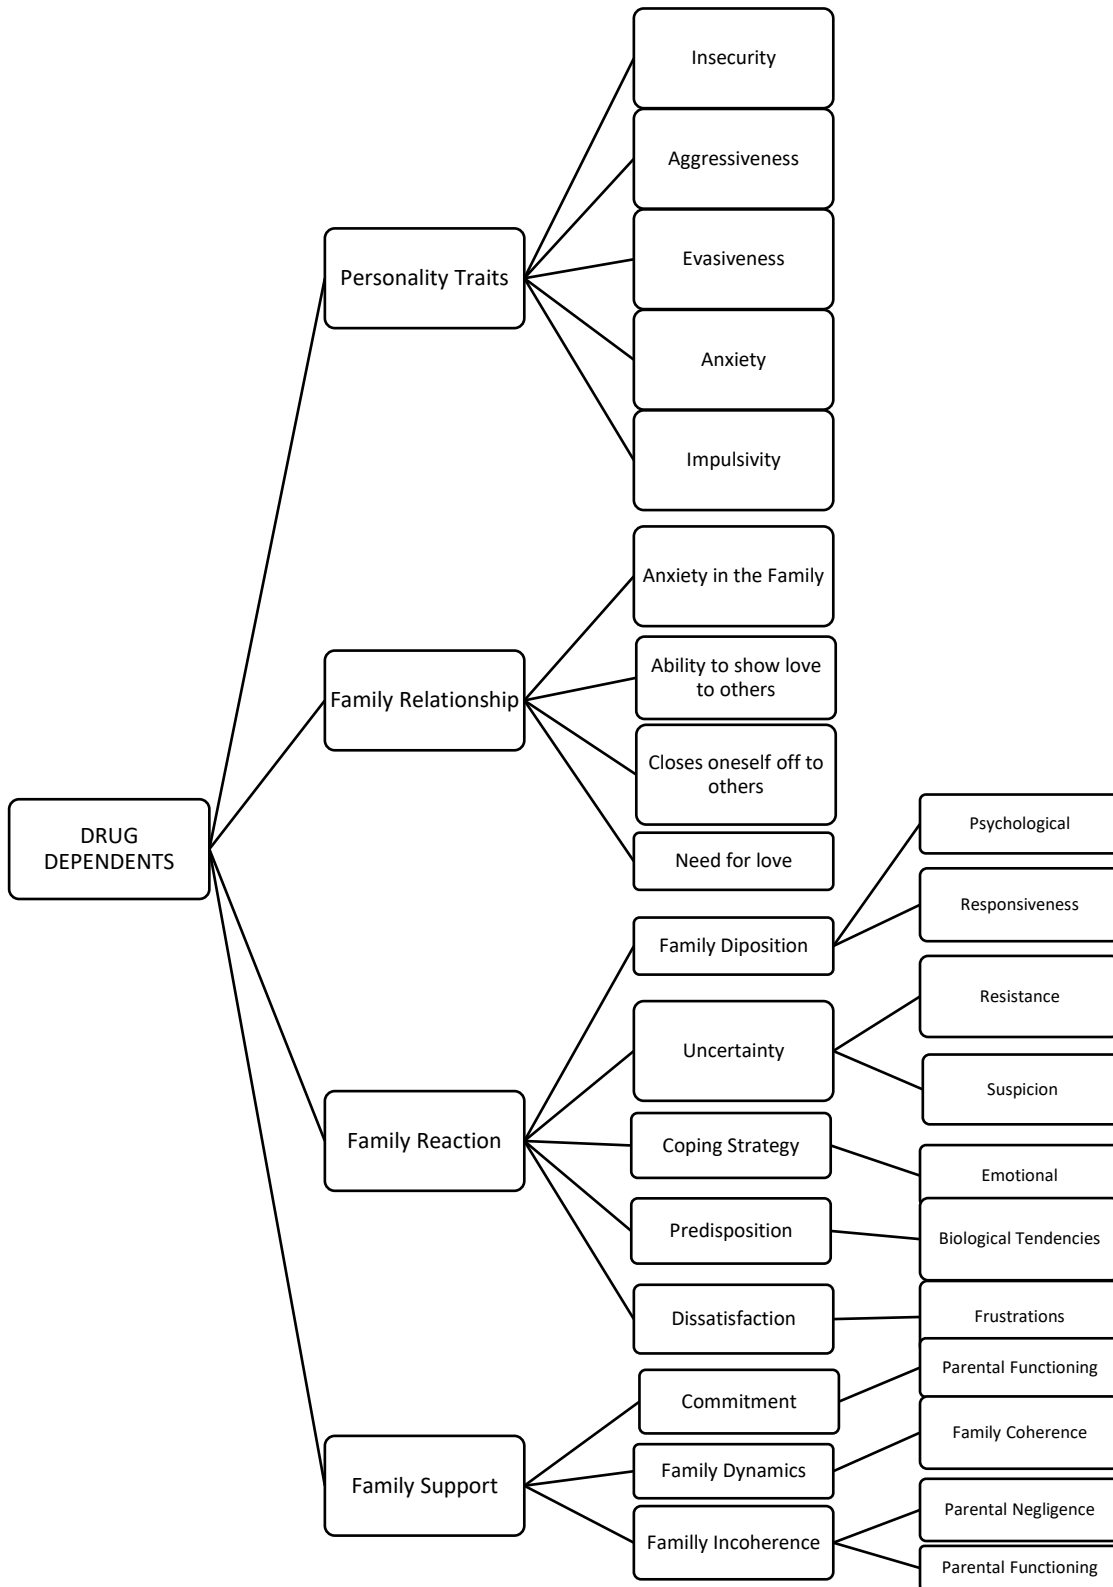 Insecurity
Aggressiveness
Personality Traits
Evasiveness
Anxiety
Impulsivity
Anxiety in the Family
Ability to show love
to others
Family Relationship
Closes oneself off to
others
Need for love
DRUG
DEPENDENTS
Psychological
Family Diposition
Responsiveness
Resistance
Uncertainty
Suspicion
Family Reaction
Coping Strategy
Emotional
Predisposition
Biological Tendencies
Dissatisfaction
Frustrations
Commitment
Parental Functioning
Family Support
Family Dynamics
Family Coherence
Familly Incoherence
Parental Negligence
Parental Functioning